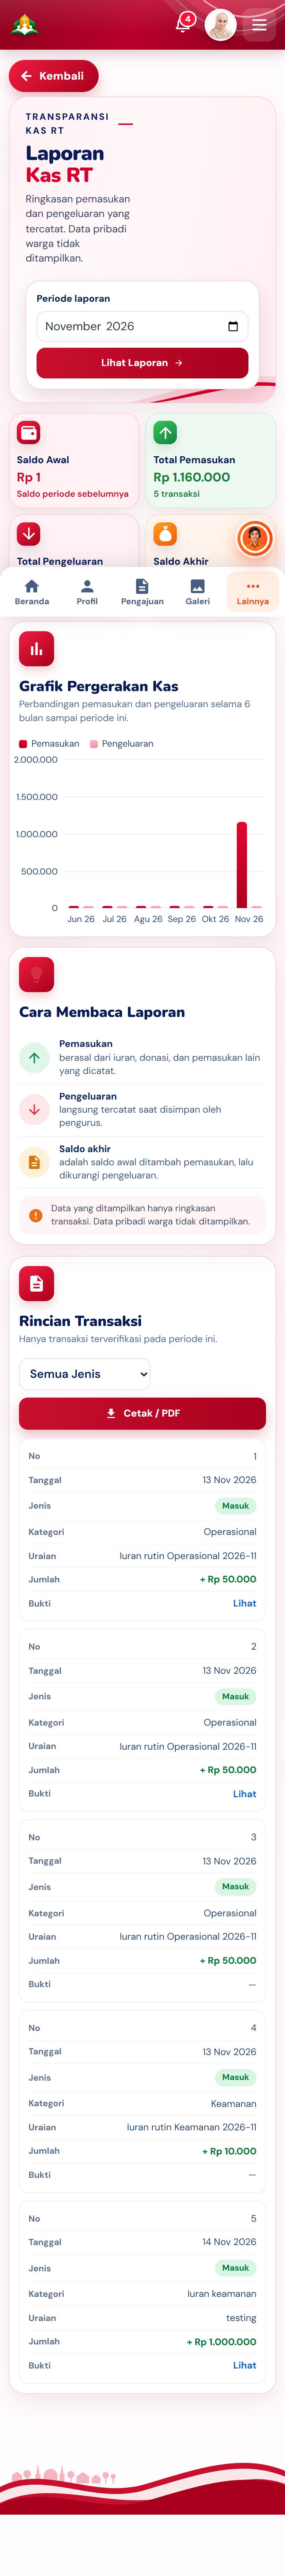 4
Kembali
TRANSPARANSI
KAS RT
Laporan
Kas RT
Ringkasan pemasukan
dan pengeluaran yang
tercatat. Data pribadi
warga tidak
ditampilkan.
Periode laporan
November 2026
Lihat Laporan
Saldo Awal
Rp 1
Saldo periode sebelumnya
Total Pemasukan
Rp 1.160.000
5 transaksi
Total Pengeluaran
Saldo Akhir
Beranda
Profil
Pengajuan
Galeri
Lainnya
Grafik Pergerakan Kas
Perbandingan pemasukan dan pengeluaran selama 6
bulan sampai periode ini.
Pemasukan
Pengeluaran
2.000.000
1.500.000
1.000.000
500.000
0
Jun 26
Jul 26
Agu 26
Sep 26
Okt 26
Nov 26
Cara Membaca Laporan
Pemasukan
berasal dari iuran, donasi, dan pemasukan lain
yang dicatat.
Pengeluaran
langsung tercatat saat disimpan oleh
pengurus.
Saldo akhir
adalah saldo awal ditambah pemasukan, lalu
dikurangi pengeluaran.
Data yang ditampilkan hanya ringkasan
transaksi. Data pribadi warga tidak ditampilkan.
Rincian Transaksi
Hanya transaksi terverifikasi pada periode ini.
Semua Jenis
Cetak / PDF
No 1
Tanggal 13 Nov 2026
Jenis Masuk
Kategori Operasional
Uraian Iuran rutin Operasional 2026-11
Jumlah + Rp 50.000
Bukti Lihat
No 2
Tanggal 13 Nov 2026
Jenis Masuk
Kategori Operasional
Uraian Iuran rutin Operasional 2026-11
Jumlah + Rp 50.000
Bukti Lihat
No 3
Tanggal 13 Nov 2026
Jenis Masuk
Kategori Operasional
Uraian Iuran rutin Operasional 2026-11
Jumlah + Rp 50.000
Bukti —
No 4
Tanggal 13 Nov 2026
Jenis Masuk
Kategori Keamanan
Uraian Iuran rutin Keamanan 2026-11
Jumlah + Rp 10.000
Bukti —
No 5
Tanggal 14 Nov 2026
Jenis Masuk
Kategori Iuran keamanan
Uraian testing
Jumlah + Rp 1.000.000
Bukti Lihat